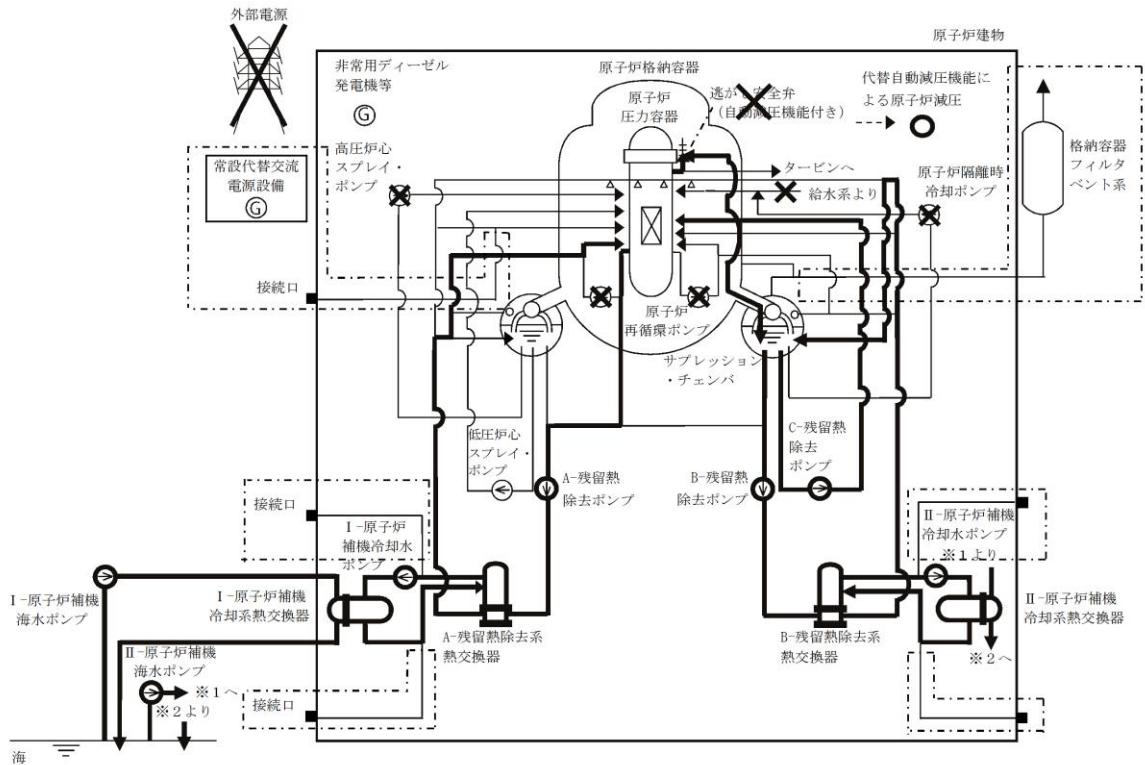 外部電源
原子炉建物
非常用ディーゼル
発電機等
G
原子炉格納容器
原子炉
圧力容器
逃がし安全弁
(自動減圧機能付き)
代替自動減圧機能に
よる原子炉減圧
格納容器
フィルタ
ベント系
常設代替交流
電源設備
G
高圧炉心
スプレイ・
ポンプ
タービンへ
給水系より
原子炉隔離時
冷却ポンプ
接続口
原子炉
再循環ポンプ
サプレッション
・チェンバ
低圧炉心
スプレイ・
ポンプ
A-残留熱
除去ポンプ
B-残留熱
除去ポンプ
C-残留熱
除去
ポンプ
接続口
Ⅰ-原子炉
補機冷却水
ポンプ
接続口
Ⅱ-原子炉補機
冷却水ポンプ
※1より
Ⅰ-原子炉補機
海水ポンプ
Ⅰ-原子炉補機
冷却系熱交換器
A-残留熱除去系
熱交換器
B-残留熱除去系
熱交換器
Ⅱ-原子炉補機
冷却系熱交換器
※2へ
Ⅱ-原子炉補機
海水ポンプ
※1へ
※2より
接続口
海